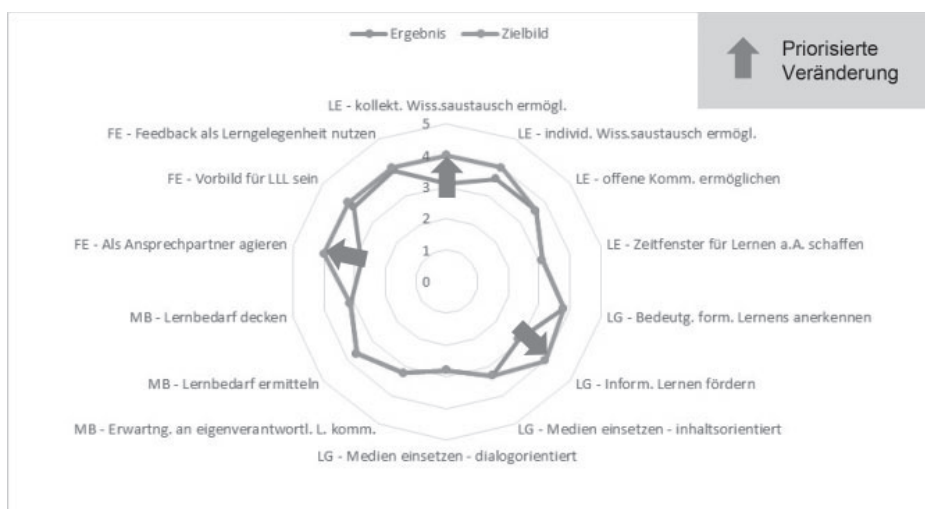 Ergebnis Zielbild
Priorisierte
Veränderung
LE - kollekt. Wiss.saustausch ermögl.
FE - Feedback als Lerngelegenheit nutzen
LE - individ. Wiss.saustausch ermögl.
FE - Vorbild für LLL sein
LE - offene Komm. ermöglichen
FE - Als Ansprechpartner agieren
LE - Zeitfenster für Lernen a.A. schaffen
MB - Lernbedarf decken
LG - Bedeutg. form. Lernens anerkennen
MB - Lernbedarf ermitteln
LG - Inform. Lernen fördern
MB - Erwartng. an eigenverantwortl. L. komm.
LG - Medien einsetzen - inhaltsorientiert
LG - Medien einsetzen - dialogorientiert
5
4
3
2
1
0